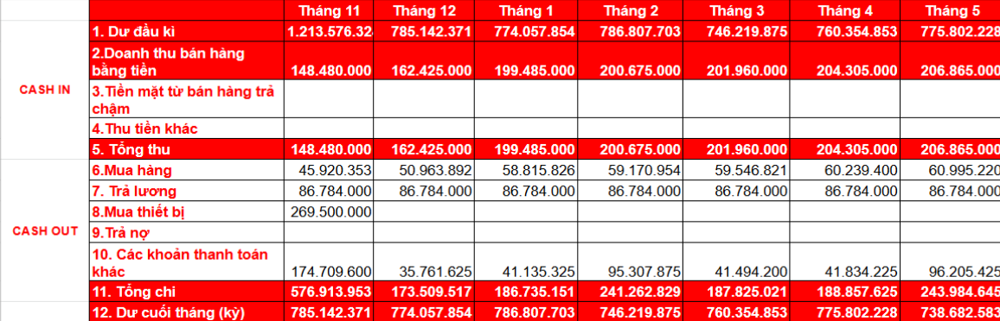 Tháng 11 Tháng 12 Tháng 1 Tháng 2 Tháng 3 Tháng 4 Tháng 5
1. Dư đầu kì 1.213.576.32 785.142.371 774.057.854 786.807.703 746.219.875 760.354.853 775.802.228
2.Doanh thu bán hàng
bằng tiền 148.480.000 162.425.000 199.485.000 200.675.000 201.960.000 204.305.000 206.865.000
CASH IN
3.Tiền mặt từ bán hàng trả
chậm
4.Thu tiền khác
5. Tổng thu 148.480.000 162.425.000 199.485.000 200.675.000 201.960.000 204.305.000 206.865.000
6.Mua hàng 45.920.353 50.963.892 58.815.826 59.170.954 59.546.821 60.239.400 60.995.220
7. Trả lương 86.784.000 86.784.000 86.784.000 86.784.000 86.784.000 86.784.000 86.784.000
8.Mua thiết bị 269.500.000
CASH OUT 9.Trả nợ
10. Các khoản thanh toán
khác 174.709.600 35.761.625 41.135.325 95.307.875 41.494.200 41.834.225 96.205.425
11. Tổng chi 576.913.953 173.509.517 186.735.151 241.262.829 187.825.021 188.857.625 243.984.645
12. Dư cuối tháng (kỳ) 785.142.371 774.057.854 786.807.703 746.219.875 760.354.853 775.802.228 738.682.583